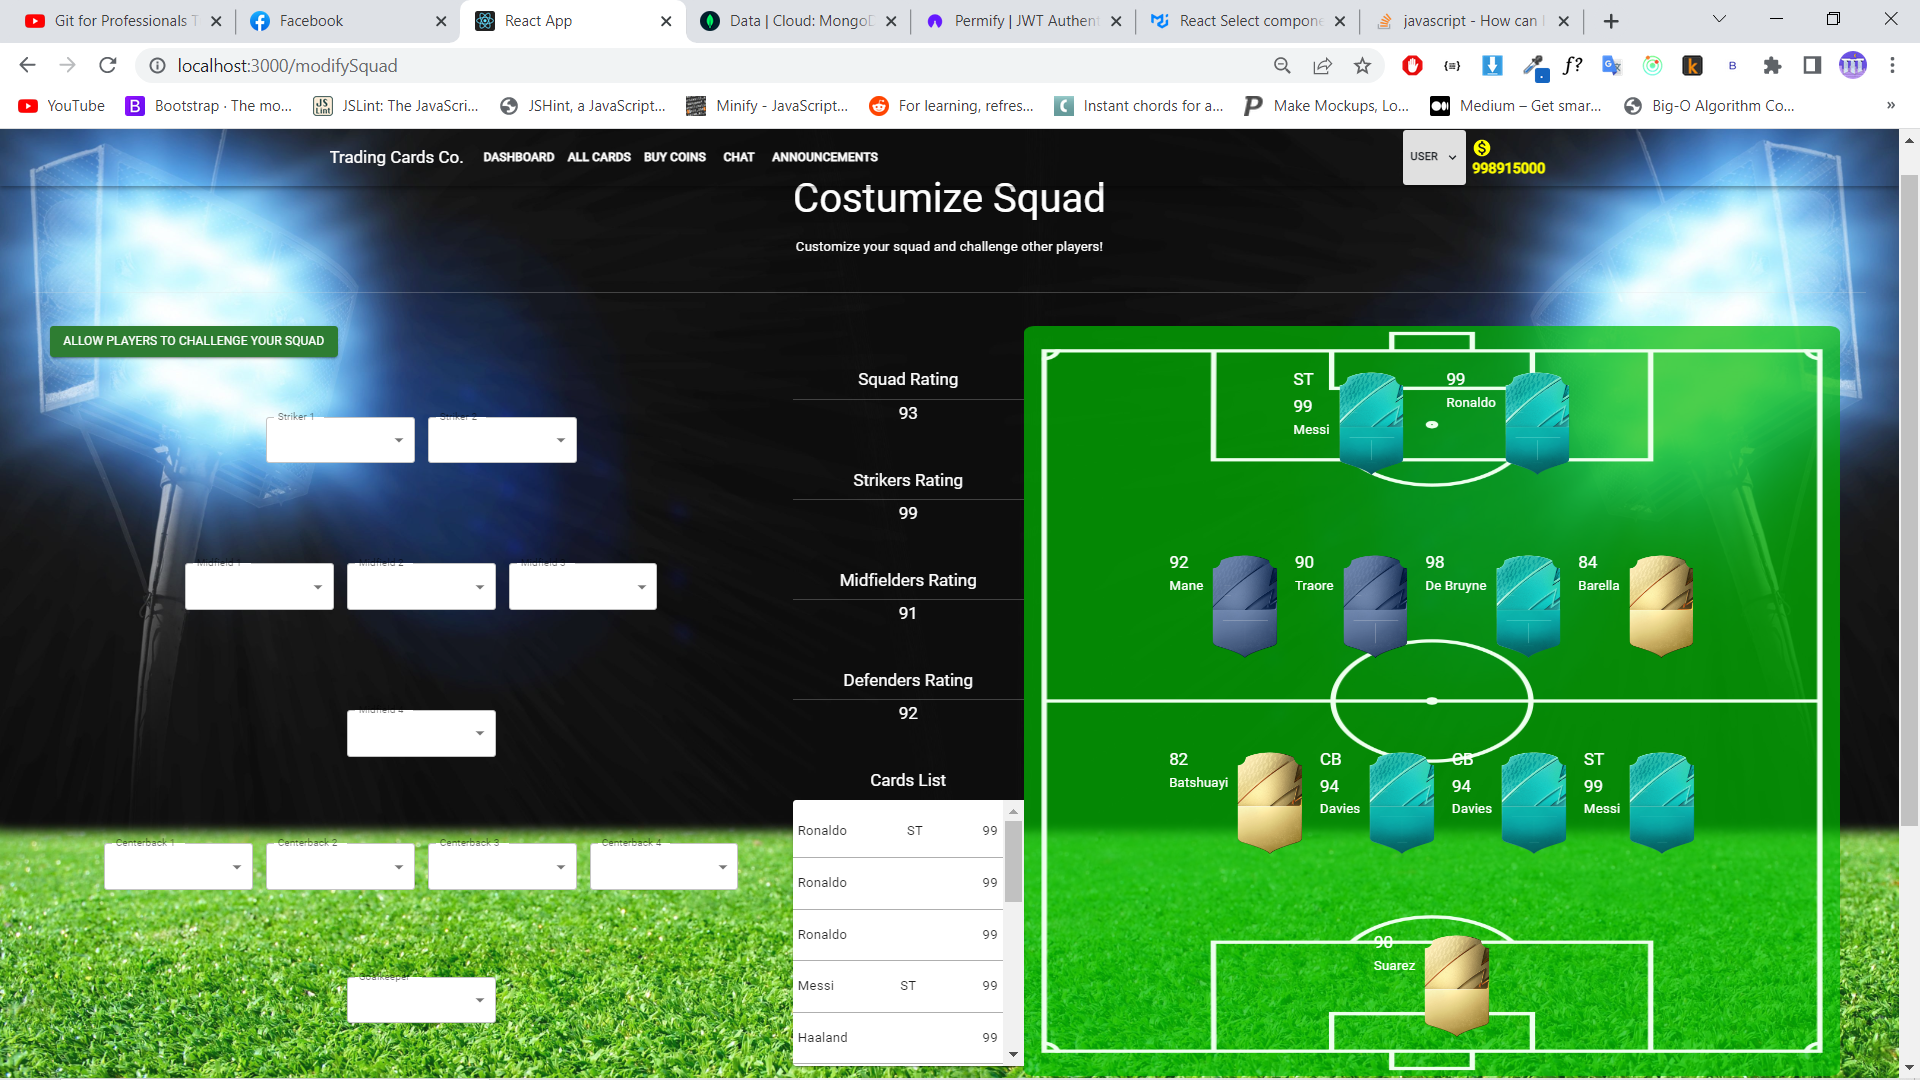 Git for Professionals T
Facebook
React App
Data | Cloud: MongoD
Permify | JWT Authent
React Select compone
javascript - How can I
localhost:3000/modifySquad
YouTube
Bootstrap · The mo...
JSLint: The JavaScri...
JSHint, a JavaScript...
Minify - JavaScript...
For learning, refres...
Instant chords for a...
Make Mockups, Lo...
Medium – Get smar...
Big-O Algorithm Co...
»
Trading Cards Co.
DASHBOARD
ALL CARDS
BUY COINS
CHAT
ANNOUNCEMENTS
USER
998915000
Costumize Squad
Customize your squad and challenge other players!
ALLOW PLAYERS TO CHALLENGE YOUR SQUAD
Striker 1
Striker 2
Midfield 1
Midfield 2
Midfield 3
Midfield 4
Centerback 1
Centerback 2
Centerback 3
Centerback 4
Goalkeeper
Squad Rating
93
Strikers Rating
99
Midfielders Rating
91
Defenders Rating
92
Cards List
Ronaldo ST 99
Ronaldo 99
Ronaldo 99
Messi ST 99
Haaland 99
ST
99
Messi
99
Ronaldo
92
Mane
90
Traore
98
De Bruyne
84
Barella
82
Batshuayi
CB
94
Davies
CB
94
Davies
ST
99
Messi
90
Suarez